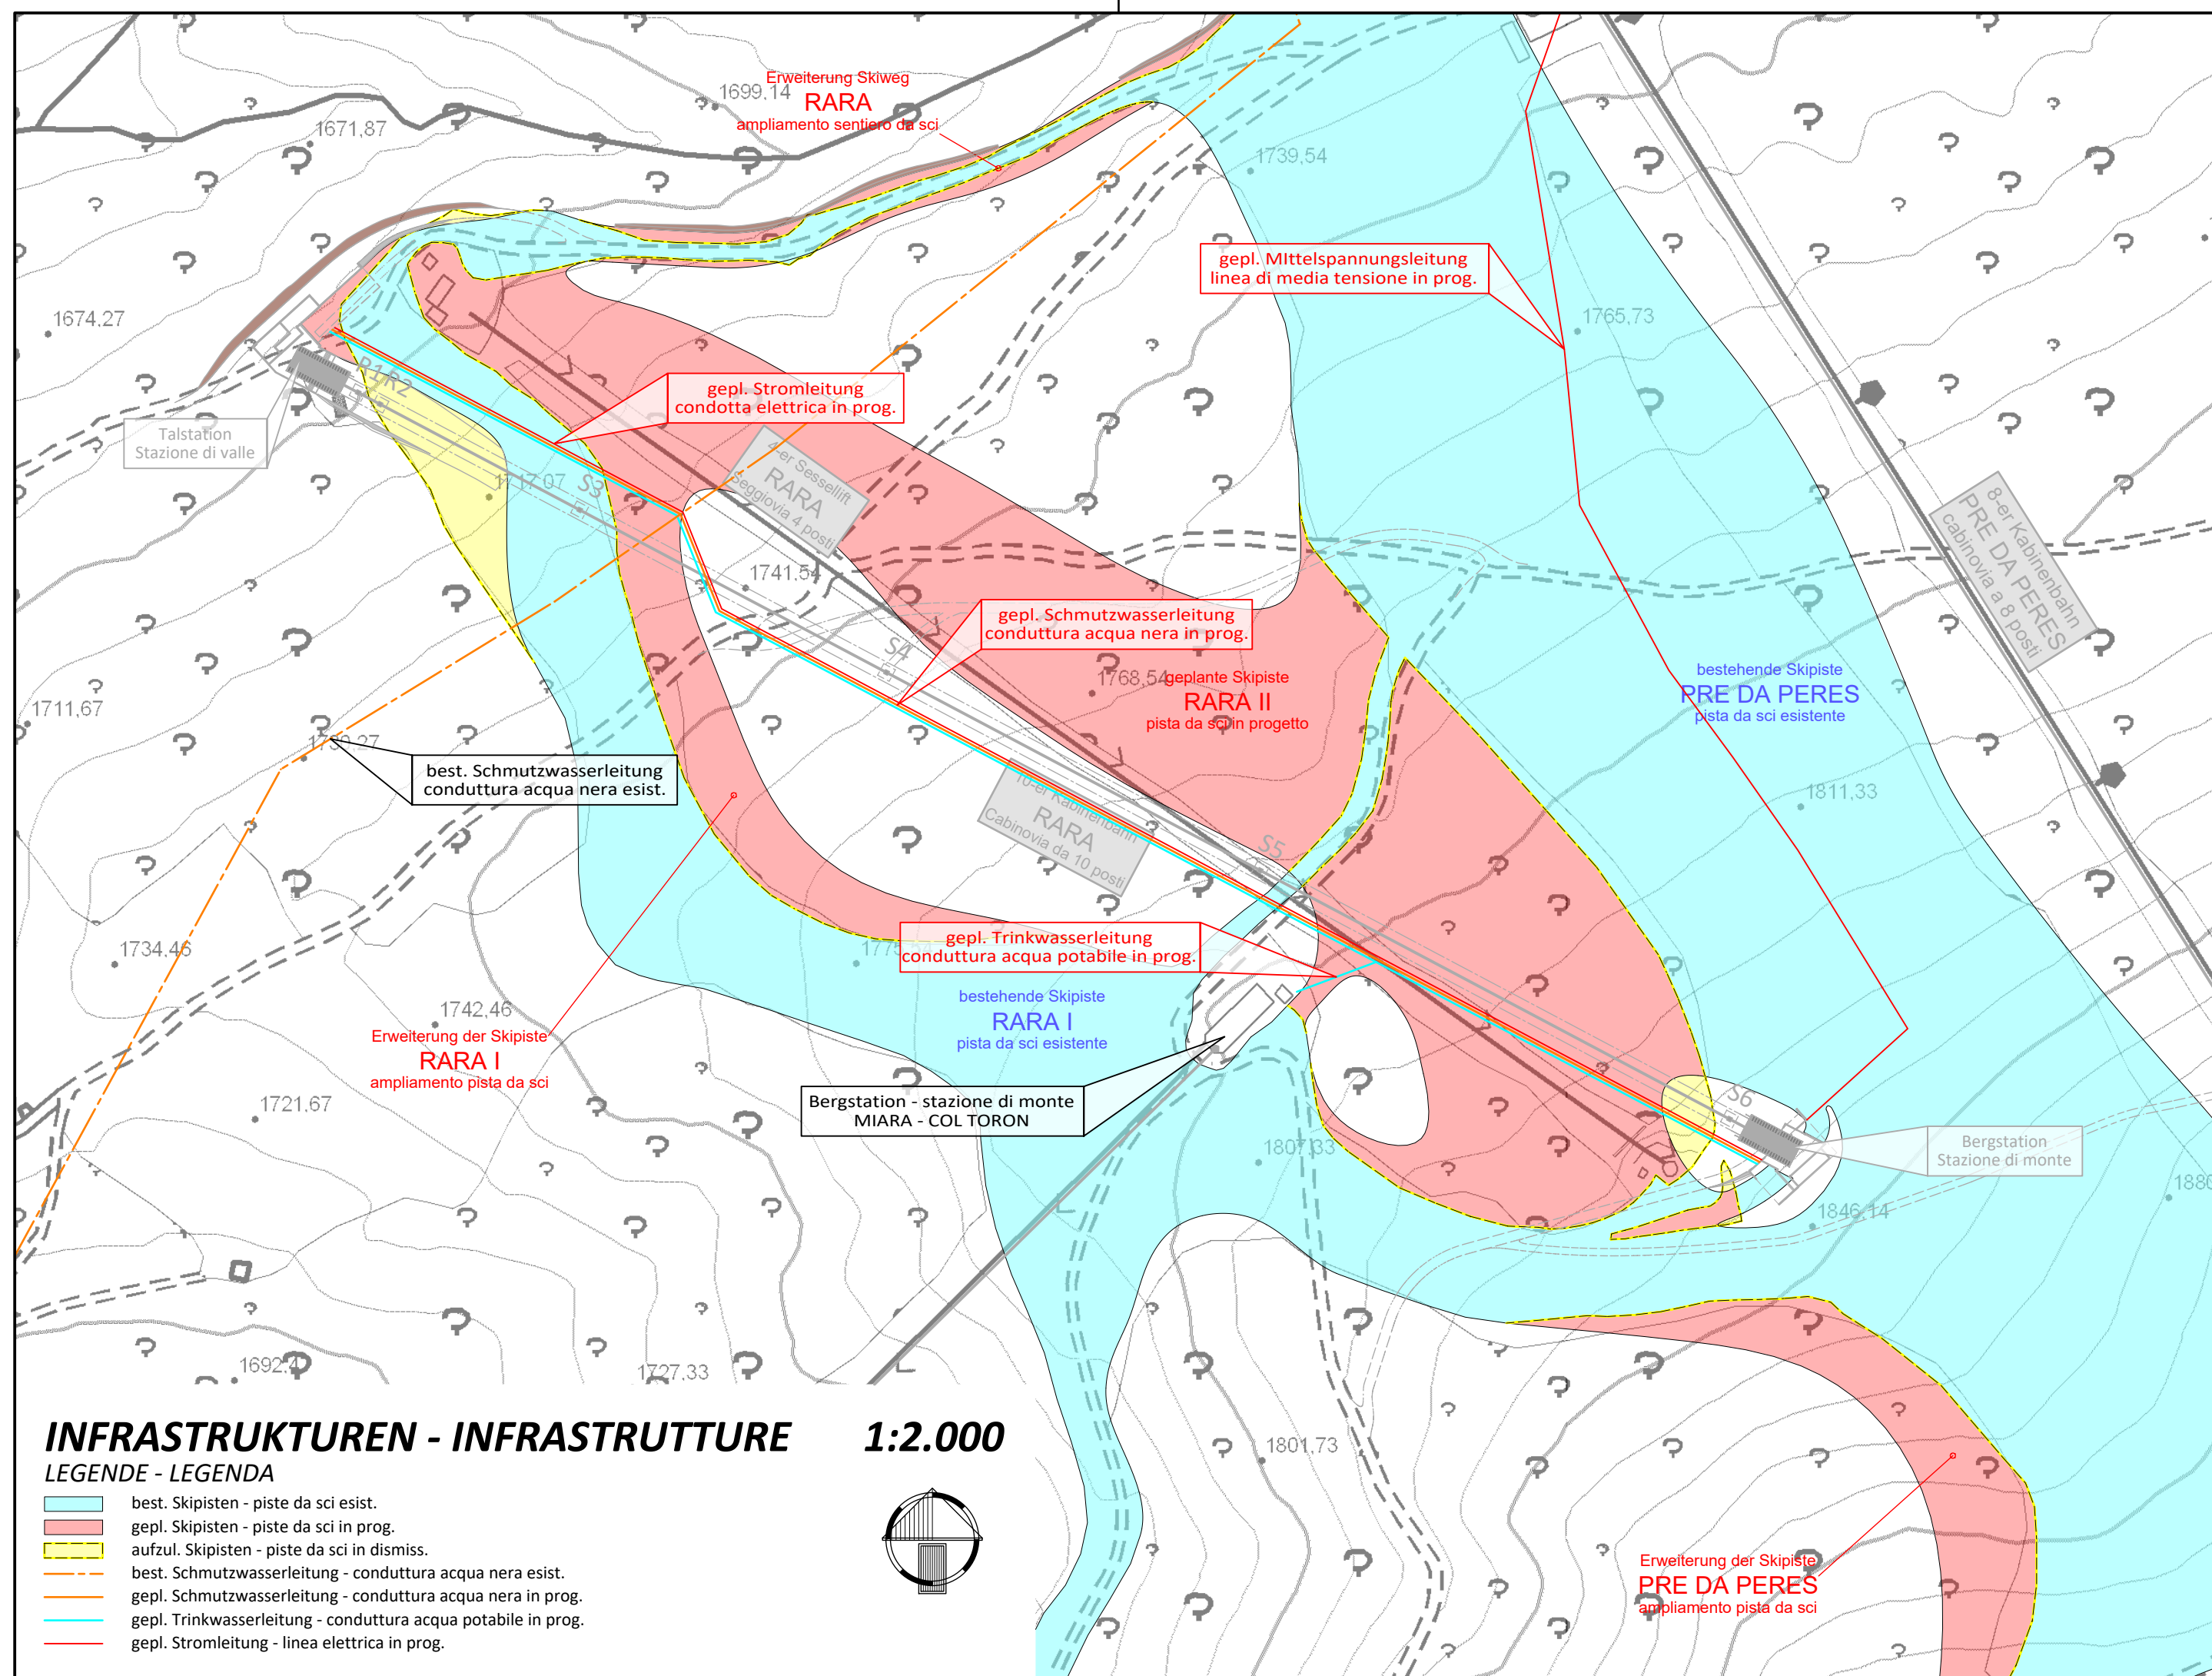 Erweiterung Skiweg
RARA
ampliamento sentiero da sci
1699,14
1671,87
1739,54
gepl. MIttelspannungsleitung
linea di media tensione in prog.
1674,27
1765,73
R1R2
gepl. Stromleitung
condotta elettrica in prog.
Talstation
Stazione di valle
4-er Sessellift
RARA
Seggiovia 4 posti
1717,07
S3
8-er Kabinenbahn
PRE DA PERES
cabinovia a 8 posti
1741,54
gepl. Schmutzwasserleitung
conduttura acqua nera in prog.
S4
1768,54
geplante Skipiste
RARA II
pista da sci in progetto
bestehende Skipiste
PRE DA PERES
pista da sci esistente
1711,67
best. Schmutzwasserleitung
conduttura acqua nera esist.
10-er Kabinenbahn
RARA
Cabinovia da 10 posti
1811,33
S5
gepl. Trinkwasserleitung
conduttura acqua potabile in prog.
1734,46
bestehende Skipiste
RARA I
pista da sci esistente
1742,46
Erweiterung der Skipiste
RARA I
ampliamento pista da sci
Bergstation - stazione di monte
MIARA - COL TORON
1721,67
S6
1807,33
Bergstation
Stazione di monte
1846,14
1692,4
1727,33
INFRASTRUKTUREN - INFRASTRUTTURE 1:2.000
LEGENDE - LEGENDA
best. Skipisten - piste da sci esist.
gepl. Skipisten - piste da sci in prog.
aufzul. Skipisten - piste da sci in dismiss.
best. Schmutzwasserleitung - conduttura acqua nera esist.
gepl. Schmutzwasserleitung - conduttura acqua nera in prog.
gepl. Trinkwasserleitung - conduttura acqua potabile in prog.
gepl. Stromleitung - linea elettrica in prog.
1801,73
Erweiterung der Skipiste
PRE DA PERES
ampliamento pista da sci